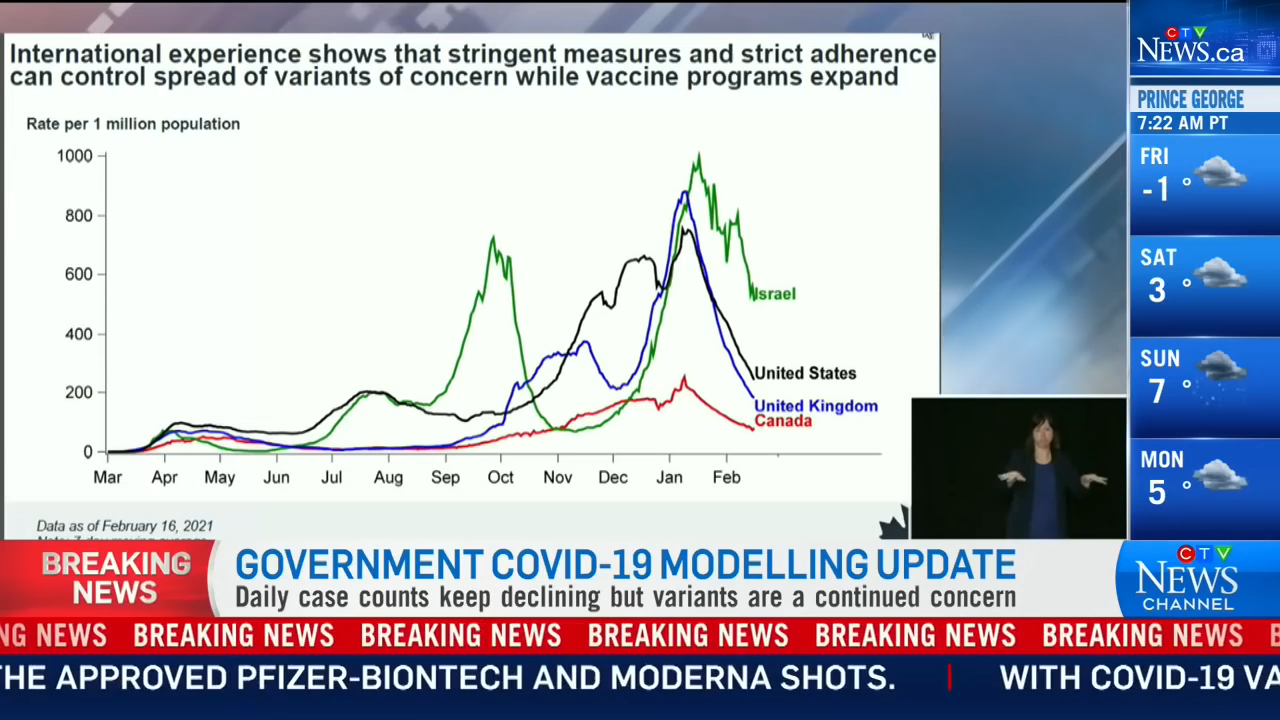 International experience shows that stringent measures and strict adherence
can control spread of variants of concern while vaccine programs expand
Rate per 1 million population
1000
800
600
400
200
0
Mar Apr May Jun Jul Aug Sep Oct Nov Dec Jan Feb
Israel
United States
United Kingdom
Canada
Data as of February 16, 2021
CTV
NEWS.ca
PRINCE GEORGE
7:22 AM PT
FRI
-1°
SAT
3°
SUN
7°
MON
5°
BREAKING
NEWS
GOVERNMENT COVID-19 MODELLING UPDATE
Daily case counts keep declining but variants are a continued concern
CTV
NEWS
CHANNEL
NG NEWS BREAKING NEWS BREAKING NEWS BREAKING NEWS BREAKING NEWS BREAKING NEWS
THE APPROVED PFIZER-BIONTECH AND MODERNA SHOTS. | WITH COVID-19 VA